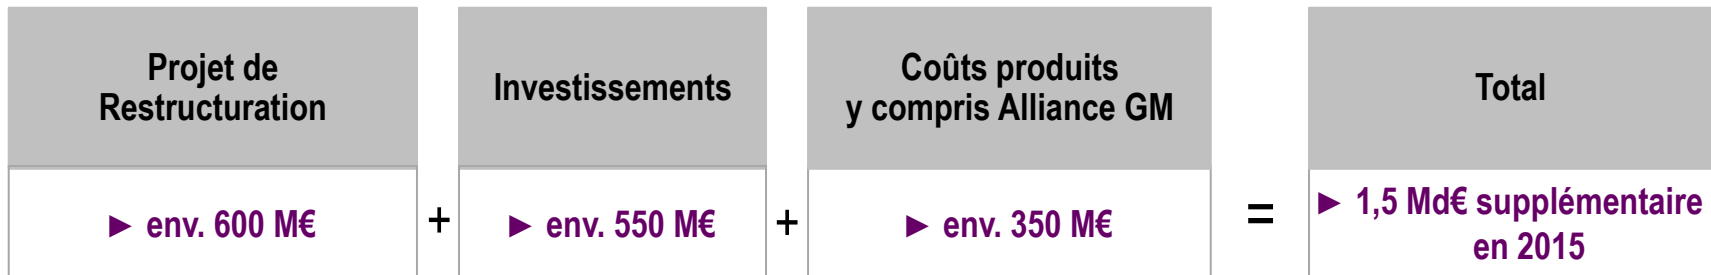 Projet de
Restructuration
Investissements
Coûts produits
y compris Alliance GM
Total
► env. 600 M€
+
► env. 550 M€
+
► env. 350 M€
=
► 1,5 Md€ supplémentaire
en 2015